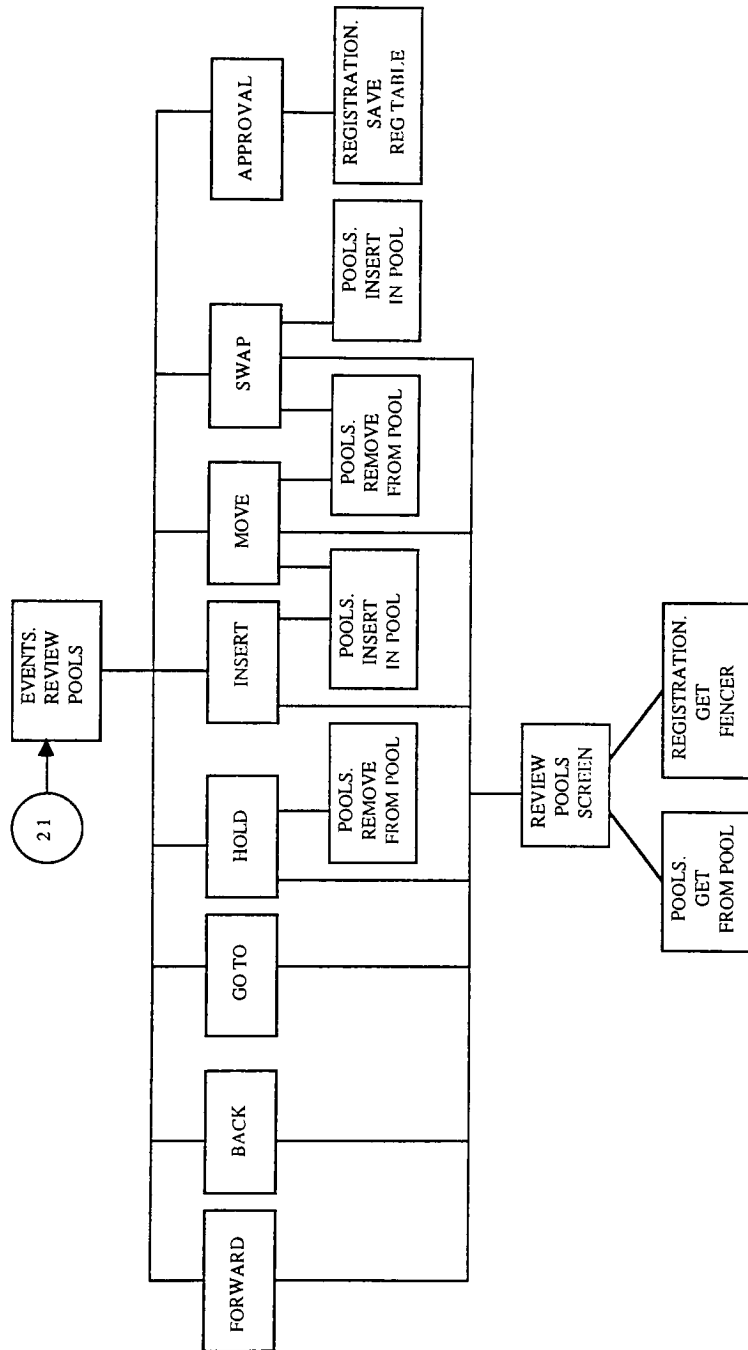 21
EVENTS.
REVIEW
POOLS
FORWARD
BACK
GO TO
HOLD
INSERT
MOVE
SWAP
APPROVAL
POOLS.
REMOVE
FROM POOL
POOLS.
INSERT
IN POOL
POOLS.
REMOVE
FROM POOL
POOLS.
INSERT
IN POOL
REGISTRATION.
SAVE
REG TABLE
REVIEW
POOLS
SCREEN
POOLS.
GET
FROM POOL
REGISTRATION.
GET
FENCER